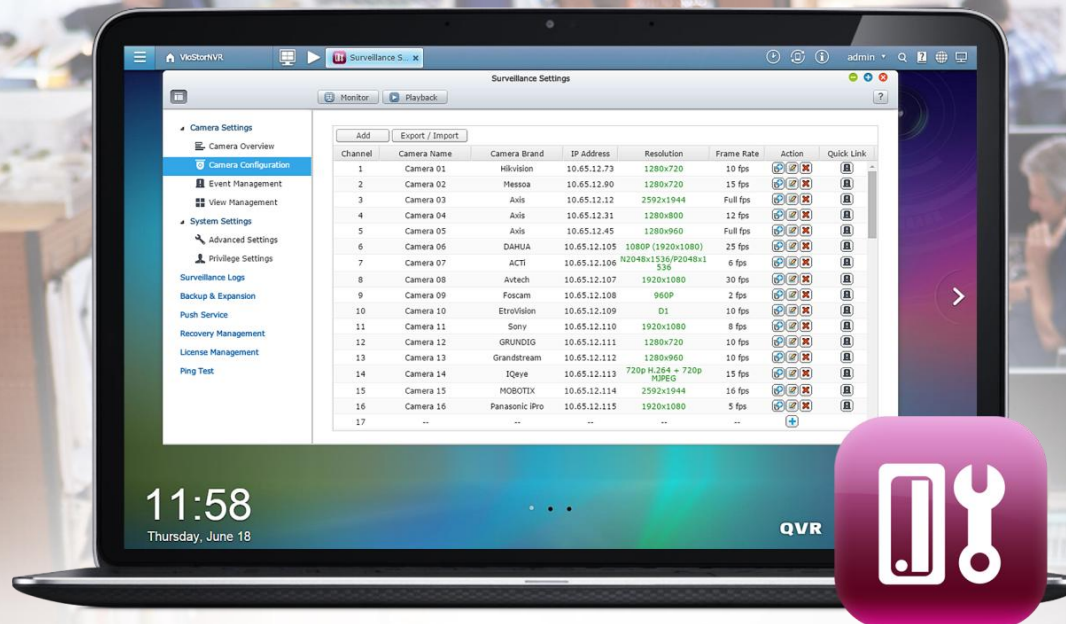 VioStorNVR
Surveillance S... x
admin
Surveillance Settings
Monitor
Playback
?
Camera Settings
Camera Overview
Camera Configuration
Event Management
View Management
System Settings
Advanced Settings
Privilege Settings
Surveillance Logs
Backup & Expansion
Push Service
Recovery Management
License Management
Ping Test
Add
Export / Import
Channel Camera Name Camera Brand IP Address Resolution Frame Rate Action Quick Link
1 Camera 01 Hikvision 10.65.12.73 1280x720 10 fps
2 Camera 02 Messoa 10.65.12.90 1280x720 15 fps
3 Camera 03 Axis 10.65.12.12 2592x1944 Full fps
4 Camera 04 Axis 10.65.12.31 1280x800 12 fps
5 Camera 05 Axis 10.65.12.45 1280x960 Full fps
6 Camera 06 DAHUA 10.65.12.105 1080P (1920x1080) 25 fps
7 Camera 07 ACTi 10.65.12.106 N2048x1536/P2048x1
536 6 fps
8 Camera 08 Avtech 10.65.12.107 1920x1080 30 fps
9 Camera 09 Foscam 10.65.12.108 960P 2 fps
10 Camera 10 EtroVision 10.65.12.109 D1 10 fps
11 Camera 11 Sony 10.65.12.110 1920x1080 8 fps
12 Camera 12 GRUNDIG 10.65.12.111 1280x720 10 fps
13 Camera 13 Grandstream 10.65.12.112 1280x960 10 fps
14 Camera 14 IQeye 10.65.12.113 720p H.264 + 720p
MJPEG 15 fps
15 Camera 15 MOBOTIX 10.65.12.114 2592x1944 16 fps
16 Camera 16 Panasonic iPro 10.65.12.115 1920x1080 5 fps
17 -- -- -- -- --
11:58
Thursday, June 18
QVR